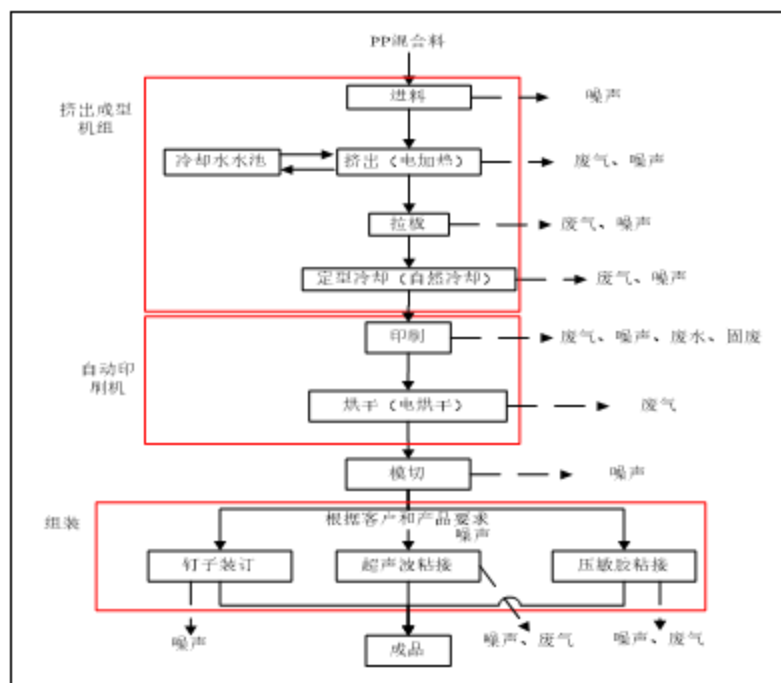 PP混合料
进料
噪声
挤出成型
机组
冷却水水池
挤出（电加热）
废气、噪声
拉板
废气、噪声
定型冷却（自然冷却）
废气、噪声
印刷
废气、噪声、废水、固废
自动印
刷机
烘干（电烘干）
废气
模切
噪声
组装
根据客户和产品要求
噪声
钉子装订
超声波粘接
压敏胶粘接
噪声
成品
噪声、废气
噪声、废气